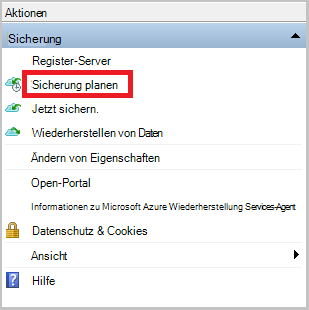 Aktionen
Sicherung
Register-Server
Sicherung planen
Jetzt sichern.
Wiederherstellen von Daten
Ändern von Eigenschaften
Open-Portal
Informationen zu Microsoft Azure Wiederherstellung Services-Agent
Datenschutz & Cookies
Ansicht
Hilfe